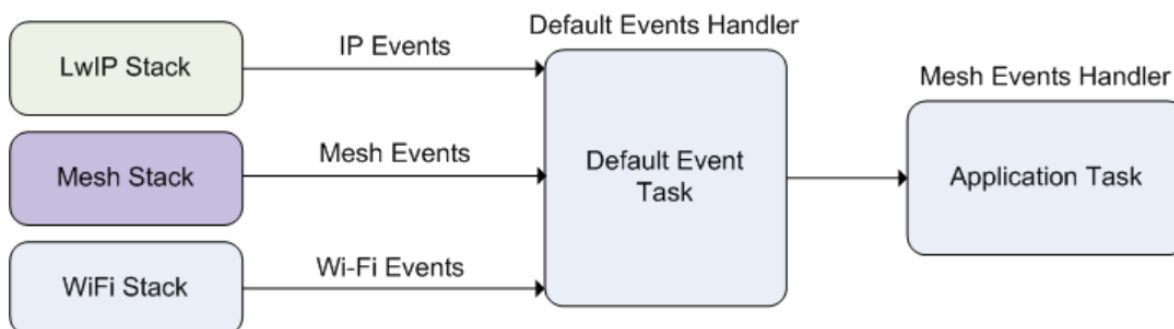 Default Events Handler
LwIP Stack
IP Events
Mesh Events Handler
Mesh Stack
Mesh Events
Default Event
Task
Application Task
WiFi Stack
Wi-Fi Events